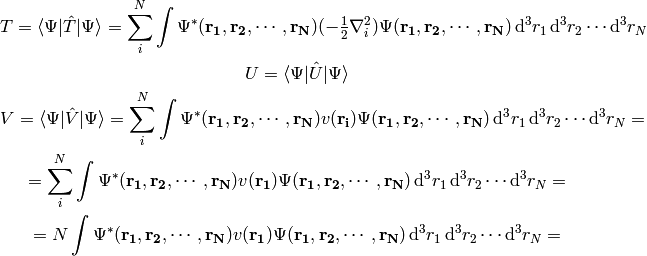 T = ⟨Ψ|T̂|Ψ⟩ = ∑_i^N ∫ Ψ*(r₁, r₂, ⋯, r_N)(−½∇_i²)Ψ(r₁, r₂, ⋯, r_N) d³r₁ d³r₂ ⋯ d³r_N
U = ⟨Ψ|Û|Ψ⟩
V = ⟨Ψ|V̂|Ψ⟩ = ∑_i^N ∫ Ψ*(r₁, r₂, ⋯, r_N)v(r_i)Ψ(r₁, r₂, ⋯, r_N) d³r₁ d³r₂ ⋯ d³r_N =
= ∑_i^N ∫ Ψ*(r₁, r₂, ⋯, r_N)v(r₁)Ψ(r₁, r₂, ⋯, r_N) d³r₁ d³r₂ ⋯ d³r_N =
= N ∫ Ψ*(r₁, r₂, ⋯, r_N)v(r₁)Ψ(r₁, r₂, ⋯, r_N) d³r₁ d³r₂ ⋯ d³r_N =